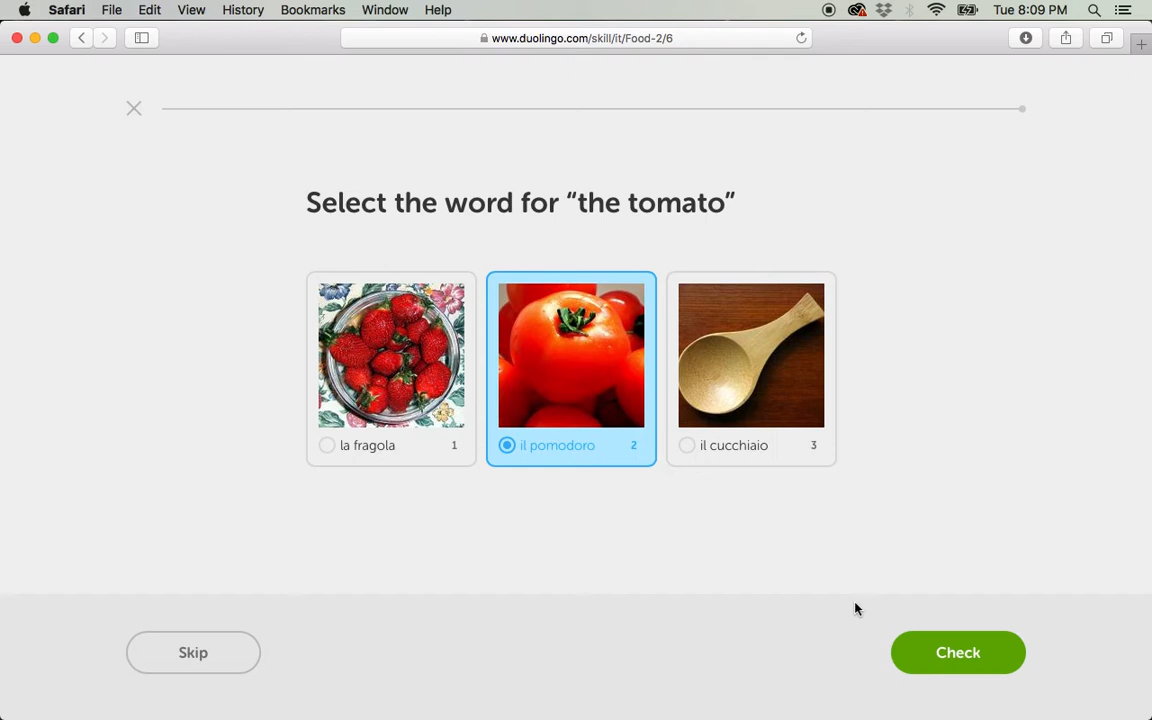 Safari File Edit View History Bookmarks Window Help Tue 8:09 PM
www.duolingo.com/skill/it/Food-2/6
Select the word for “the tomato”
la fragola 1 il pomodoro 2 il cucchiaio 3
Skip Check